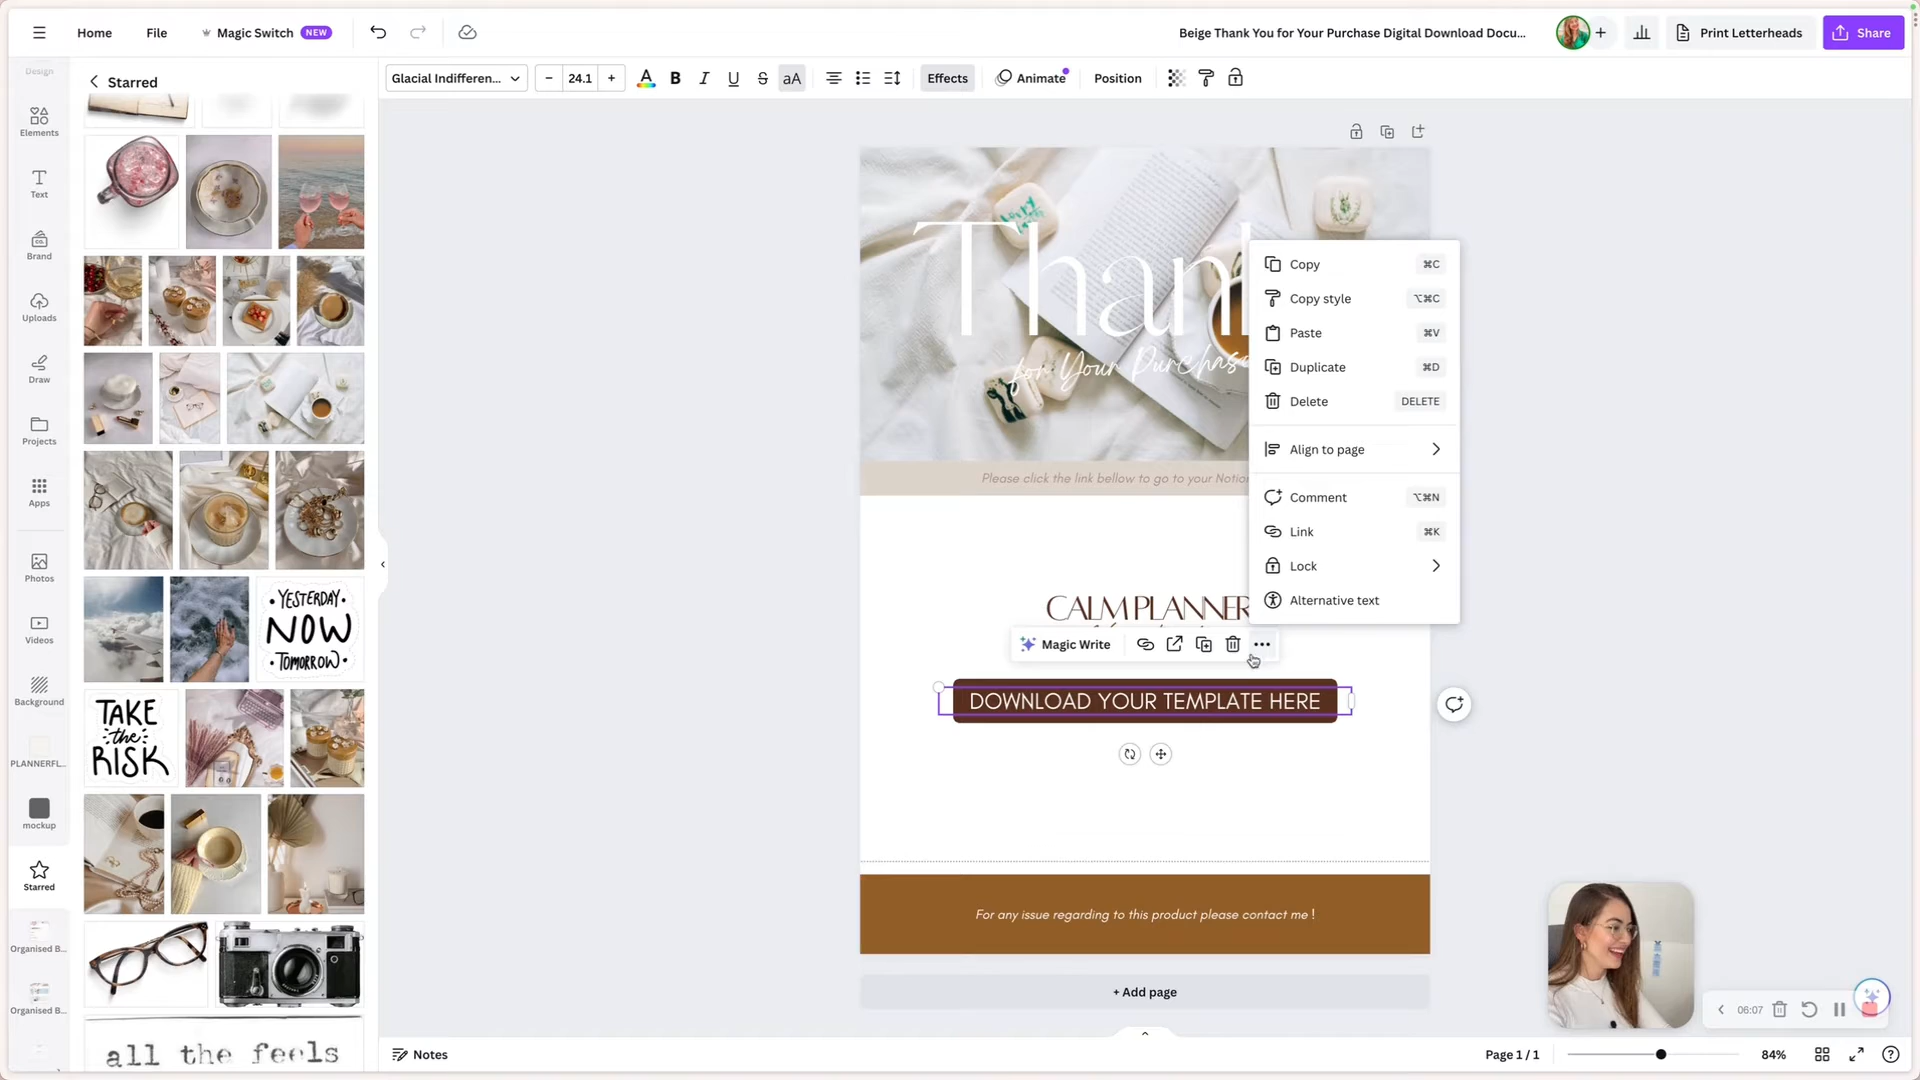 Home
File
Magic Switch
NEW
Beige Thank You for Your Purchase Digital Download Docu...
Print Letterheads
Share
Design
Starred
Glacial Indifferen...
24.1
Effects
Animate
Position
Elements
Text
Brand
Uploads
Draw
Projects
Apps
Photos
Videos
Background
PLANNERFL...
mockup
Starred
Organised B...
Organised B...
YESTERDAY
NOW
TOMORROW
TAKE
the
RISK
all the feels
Thank
for Your Purchase
Please click the link bellow to go to your Notion
CALM PLANNER
Magic Write
DOWNLOAD YOUR TEMPLATE HERE
For any issue regarding to this product please contact me !
Copy ⌘C
Copy style ⌥⌘C
Paste ⌘V
Duplicate ⌘D
Delete DELETE
Align to page
Comment ⌥⌘N
Link ⌘K
Lock
Alternative text
+ Add page
06:07
Notes
Page 1 / 1
84%